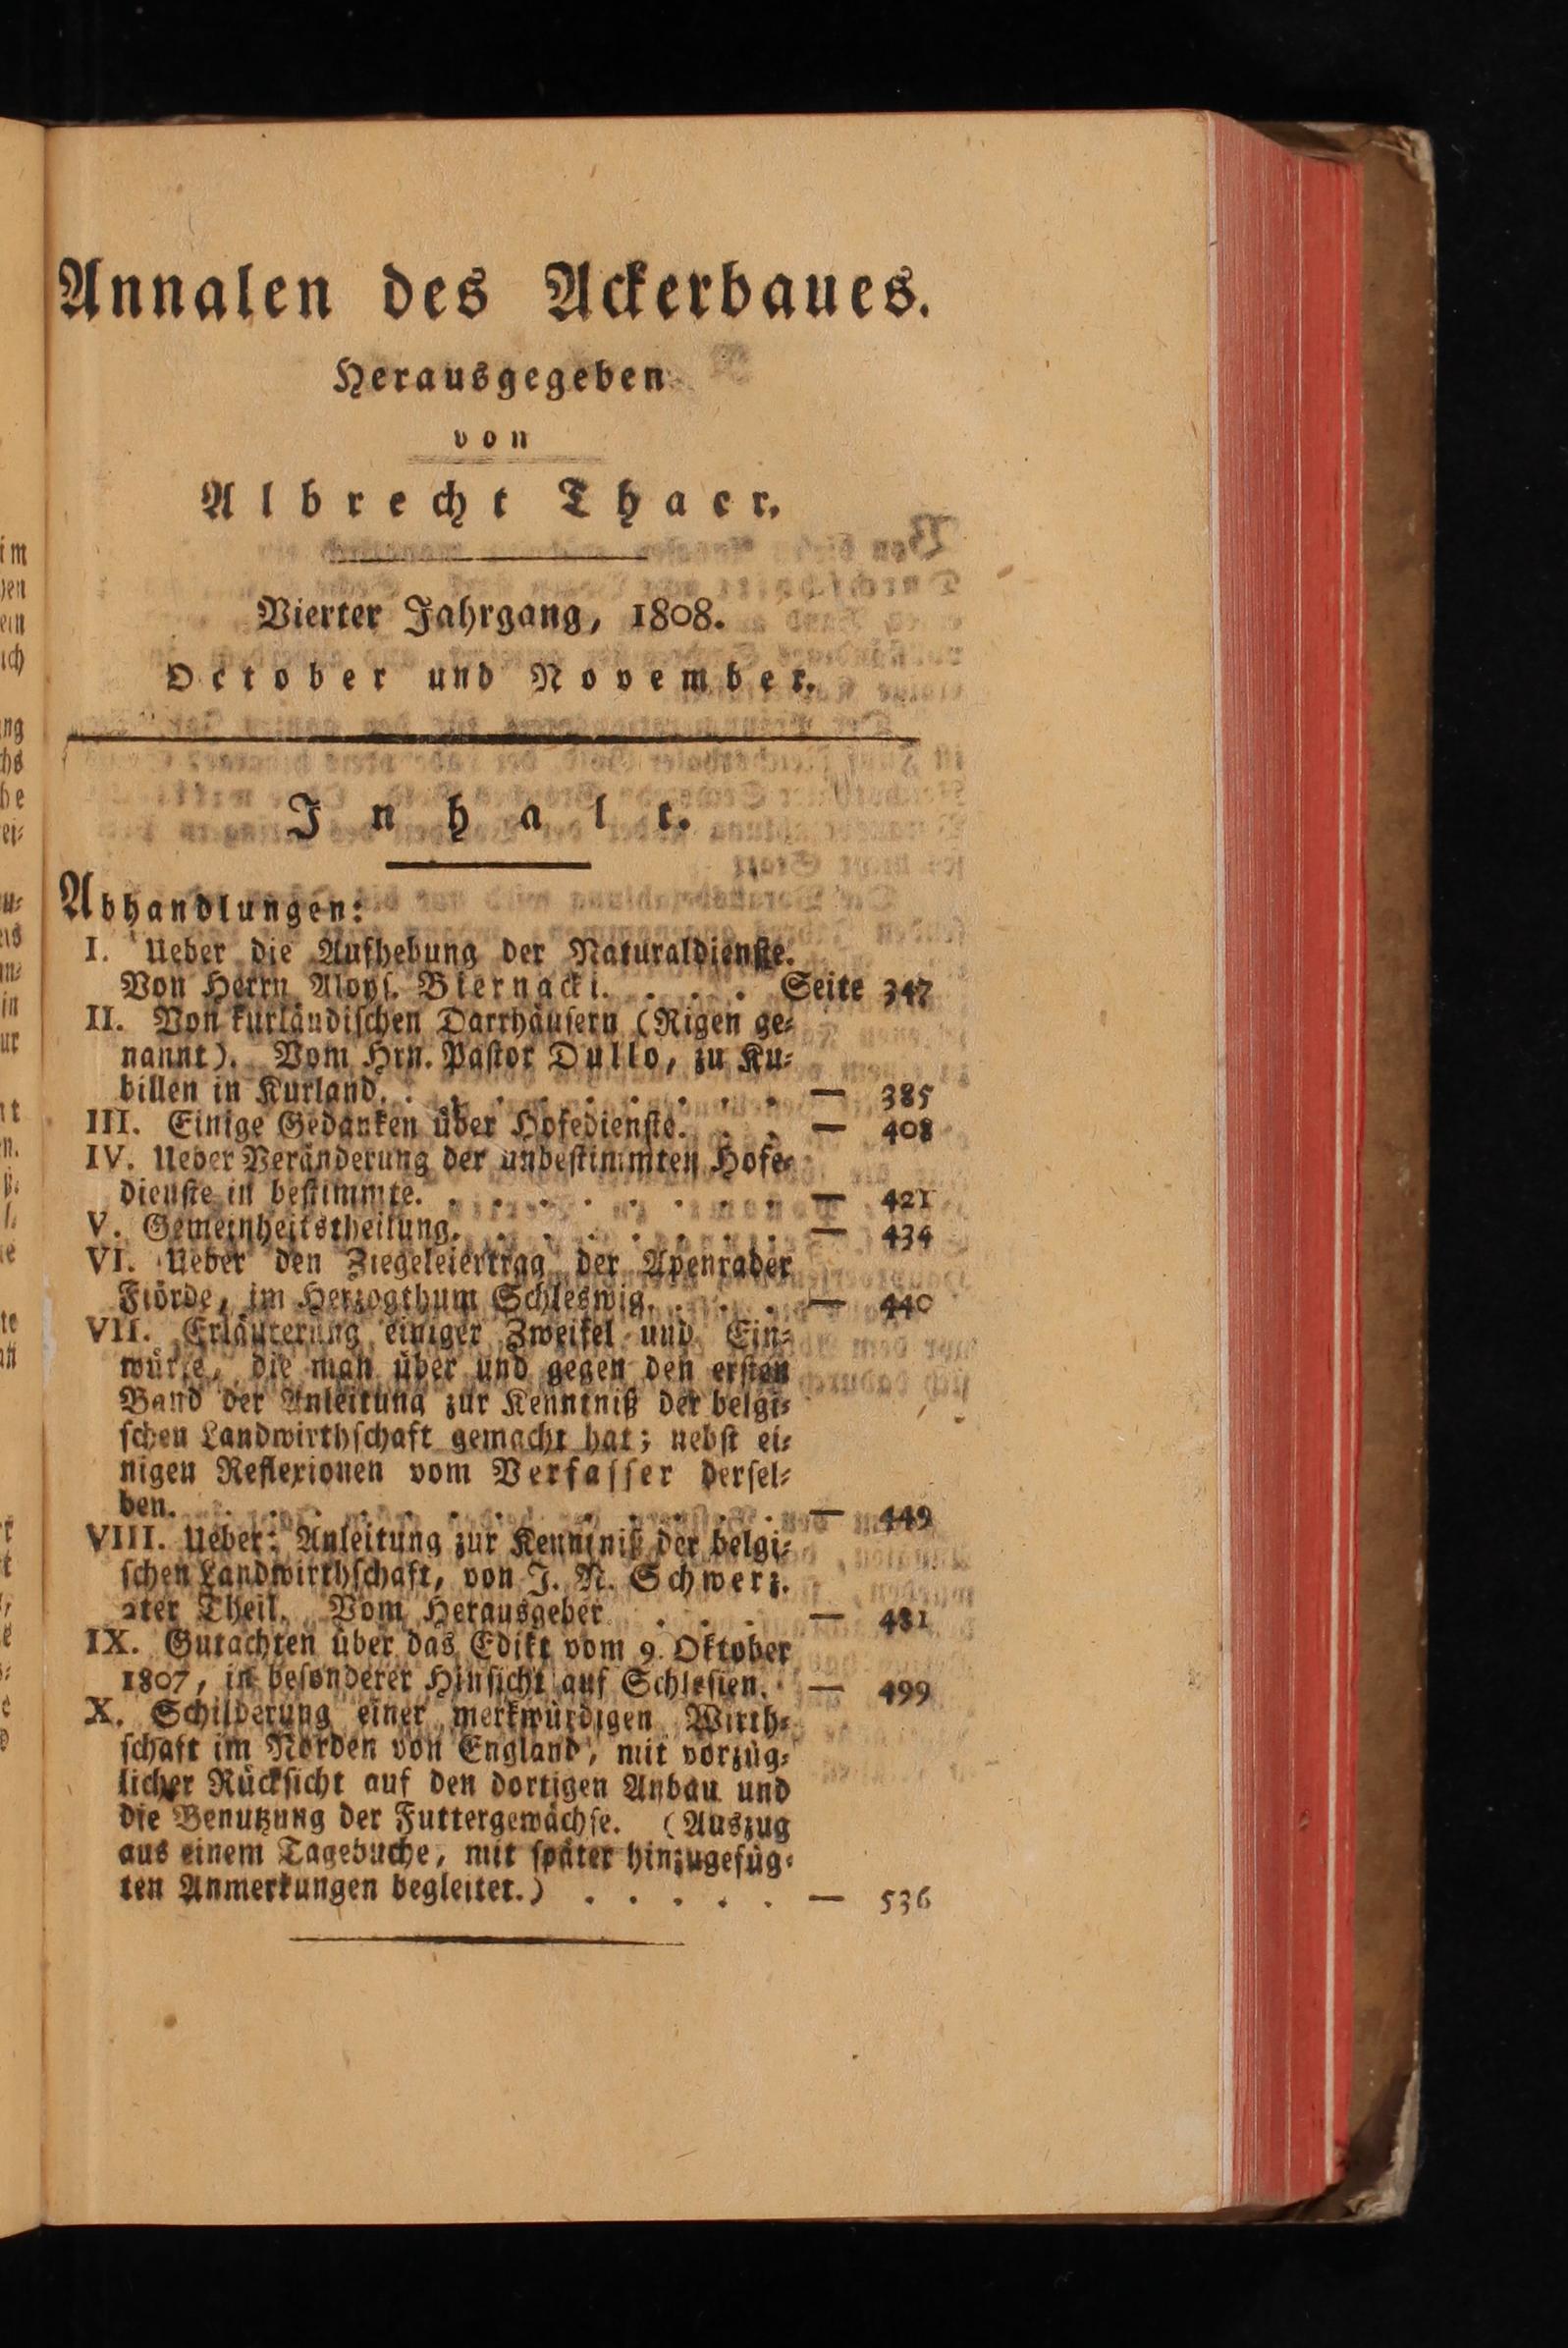 Annalen des Ackerbaues.
Herausgegeben
von
Albrecht Thaer.
Vierter Jahrgang, 1808.
October und November.
Inhalt.
Abhandlungen:
I. Ueber die Aufhebung der Naturaldienste.
Von Herrn Aloys. Biernacki. . . . . Seite 347
II. Von kurländischen Darrhäusern (Rigen ge-
nannt). Vom Hrn. Pastor Dullo, zu Ku-
billen in Kurland. . . . . . . . . . — 385
III. Einige Gedanken über Hofedienste. . . — 408
IV. Ueber Veränderung der unbestimmten Hofe-
dienste in bestimmte. . . . . . . . . — 421
V. Gemeinheitstheilung. . . . . . . . — 434
VI. Ueber den Ziegeleiertrag der Apenrader
Fiörde, im Herzogthum Schleswig. . . . — 440
VII. Erläuterung einiger Zweifel und Ein-
würfe, die man über und gegen den ersten
Band der Anleitung zur Kenntniß der belgi-
schen Landwirthschaft gemacht hat; nebst ei-
nigen Reflexionen vom Verfasser dersel-
ben. . . . . . . . . . . . . . — 449
VIII. Ueber: Anleitung zur Kenntniß der belgi-
schen Landwirthschaft, von J. N. Schwerz.
2ter Theil. Vom Herausgeber . . . — 481
IX. Gutachten über das Edikt vom 9. Oktober
1807, in besonderer Hinsicht auf Schlesien. — 499
X. Schilderung einer merkwürdigen Wirth-
schaft im Norden von England, mit vorzüg-
licher Rücksicht auf den dortigen Anbau und
die Benutzung der Futtergewächse. (Auszug
aus einem Tagebuche, mit später hinzugefüg-
ten Anmerkungen begleitet.) . . . . . — 536